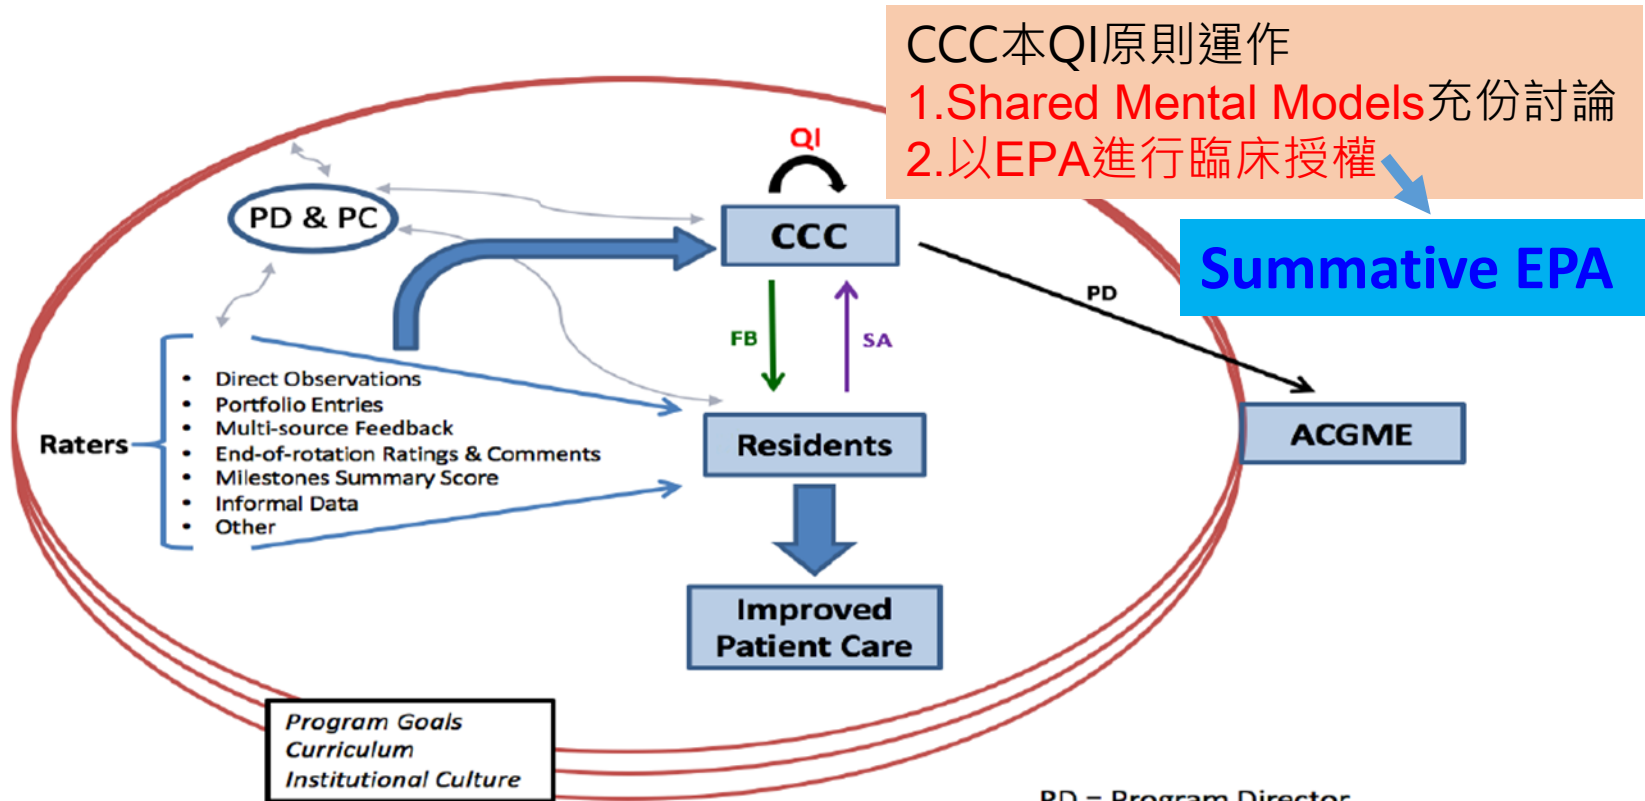 CCC本QI原則運作
1.Shared Mental Models充份討論
2.以EPA進行臨床授權
Summative EPA
QI
PD & PC
CCC
PD
FB
SA
Raters
• Direct Observations
• Portfolio Entries
• Multi-source Feedback
• End-of-rotation Ratings & Comments
• Milestones Summary Score
• Informal Data
• Other
Residents
ACGME
Improved
Patient Care
Program Goals
Curriculum
Institutional Culture
PD = Program Director